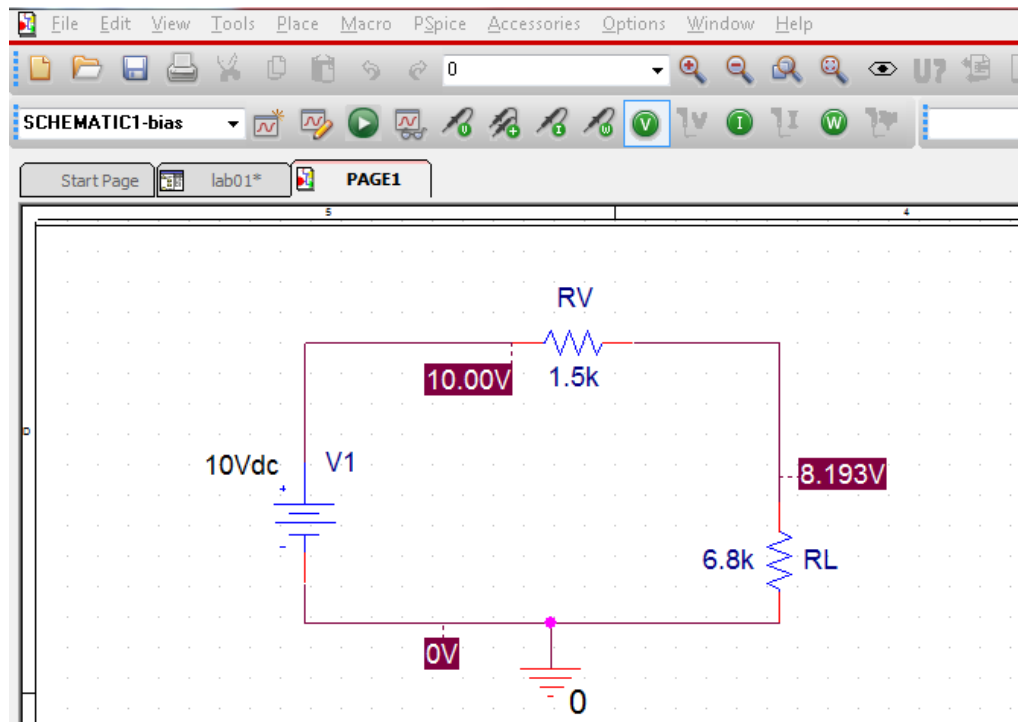 File Edit View Tools Place Macro PSpice Accessories Options Window Help
0
U?
SCHEMATIC1-bias
V
I
W
Start Page
lab01*
PAGE1
5
4
RV
10.00V
1.5k
10Vdc
V1
+
-
8.193V
6.8k
RL
D
0V
0